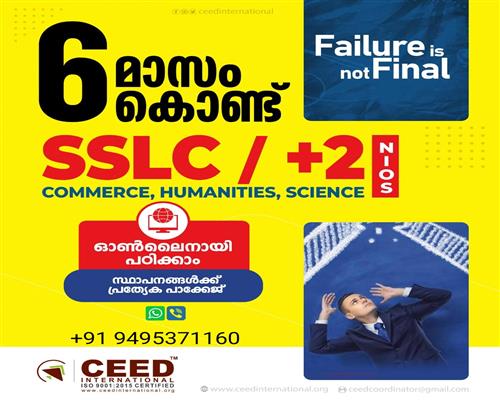 ceedinternational
6 മാസം
കൊണ്ട്
Failure is
not Final
SSLC / +2 NIOS
COMMERCE, HUMANITIES, SCIENCE
ഓൺലൈനായി
പഠിക്കാം
സ്ഥാപനങ്ങൾക്ക്
പ്രത്യേക പാക്കേജ്
+91 9495371160
CEED™
INTERNATIONAL
ISO 9001:2015 CERTIFIED
www.ceedinternational.org
www.ceedinternational.org ceedcoordinator@gmail.com